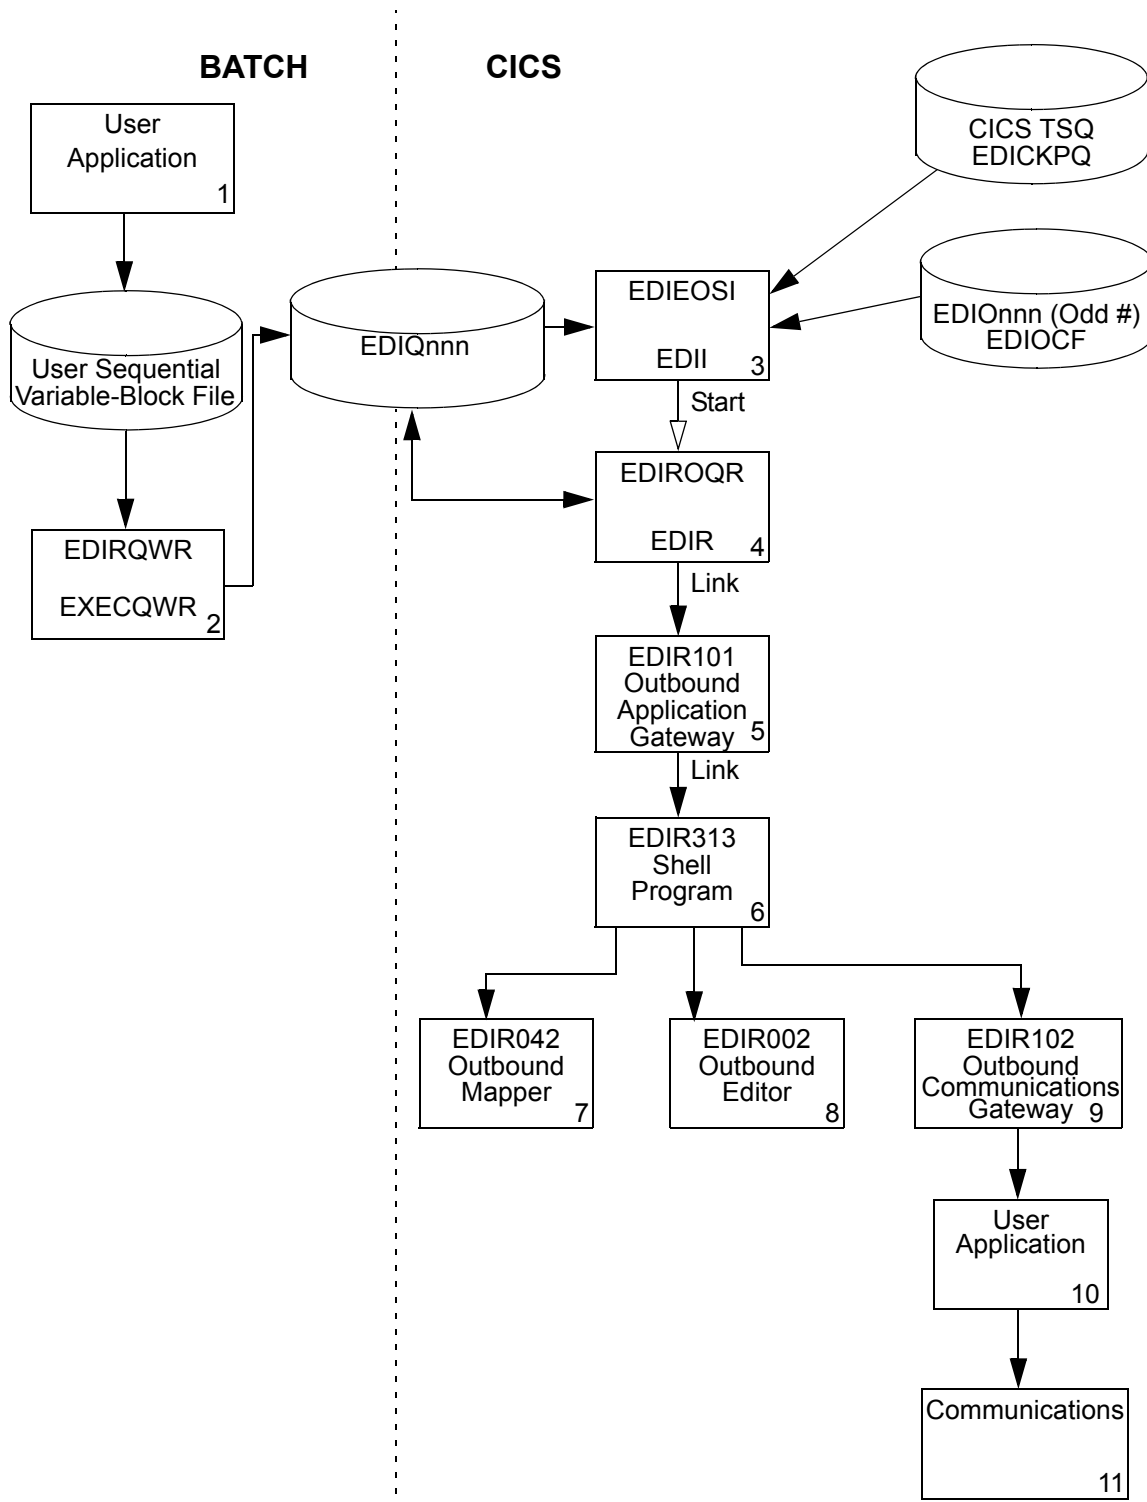 BATCH
CICS
User
Application
1
CICS TSQ
EDICKPQ
User Sequential
Variable-Block File
EDIQnnn
EDIEOSI
EDII
3
EDIOnnn (Odd #)
EDIOCF
Start
EDIRQWR
EXECQWR
2
EDIROQR
EDIR
4
Link
EDIR101
Outbound
Application
Gateway
5
Link
EDIR313
Shell
Program
6
EDIR042
Outbound
Mapper
7
EDIR002
Outbound
Editor
8
EDIR102
Outbound
Communications
Gateway
9
User
Application
10
Communications
11